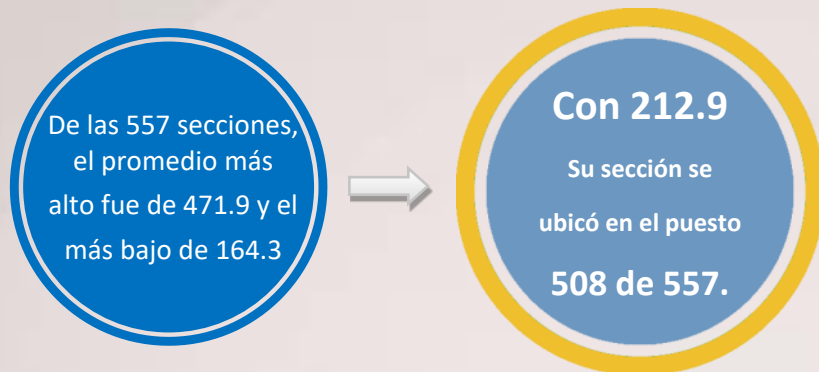 De las 557 secciones,
el promedio más
alto fue de 471.9 y el
más bajo de 164.3
Con 212.9
Su sección se
ubicó en el puesto
508 de 557.